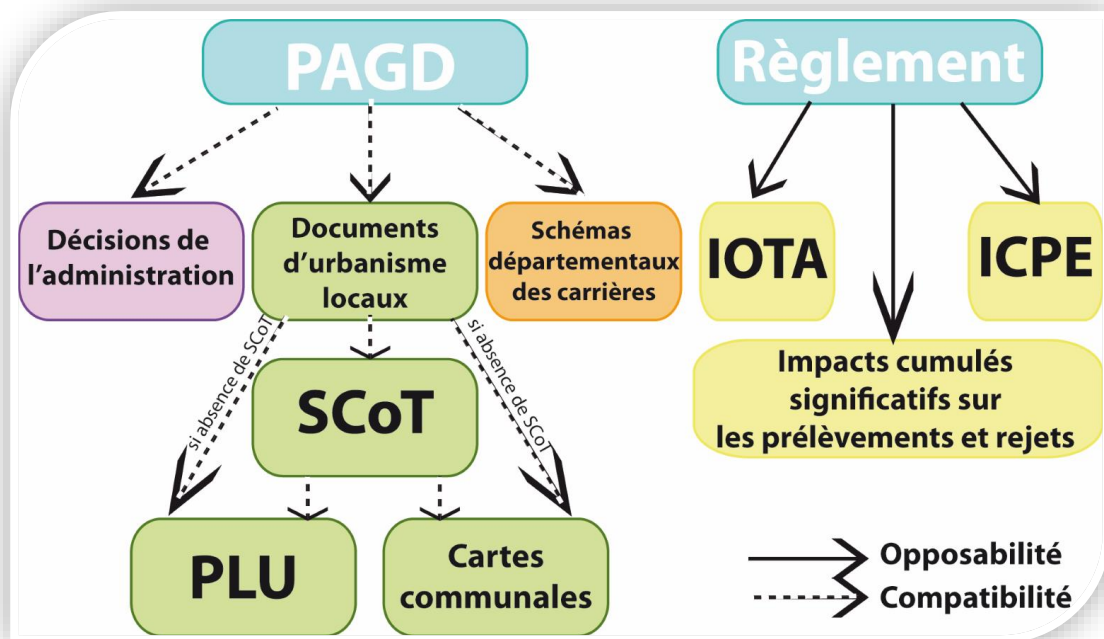 PAGD
Règlement
Décisions de
l'administration
Documents
d'urbanisme
locaux
Schémas
départementaux
des carrières
IOTA
ICPE
si absence de SCoT
si absence de SCoT
SCoT
Impacts cumulés
significatifs sur
les prélèvements et rejets
PLU
Cartes
communales
Opposabilité
Compatibilité